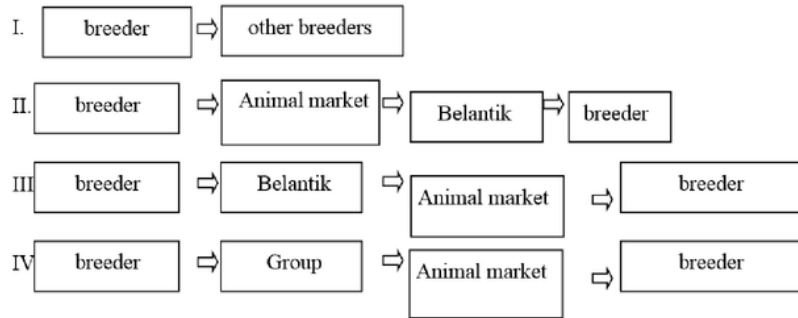 I. breeder other breeders
II. breeder Animal market Belantik breeder
III breeder Belantik Animal market breeder
IV breeder Group Animal market breeder